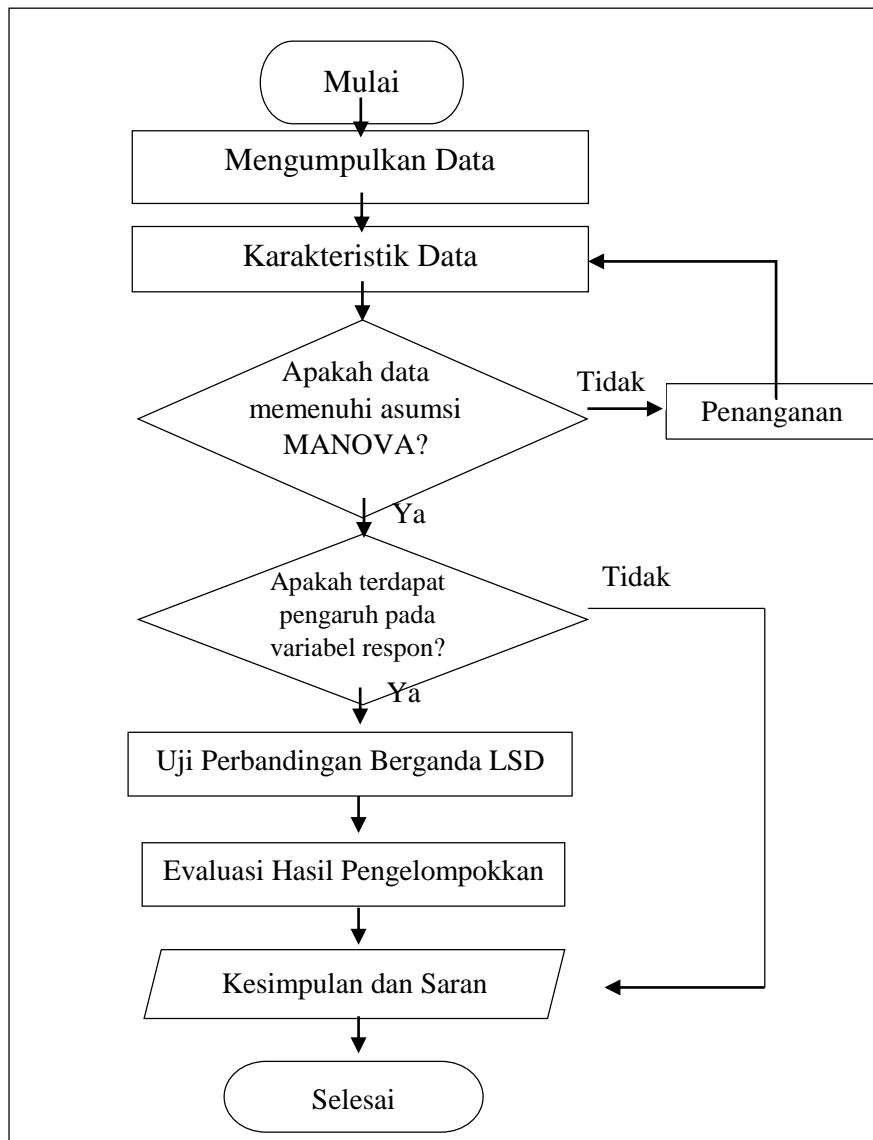 Mulai
Mengumpulkan Data
Karakteristik Data
Apakah data
memenuhi asumsi
MANOVA?
Tidak
Penanganan
Ya
Apakah terdapat
pengaruh pada
variabel respon?
Tidak
Ya
Uji Perbandingan Berganda LSD
Evaluasi Hasil Pengelompokkan
Kesimpulan dan Saran
Selesai